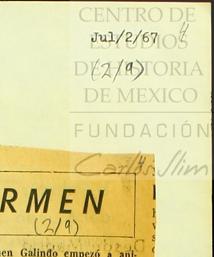 CENTRO DE
Jul/2/67 4
ESTUDIOS
(2/9)
DE HISTORIA
DE MEXICO
FUNDACIÓN
Carlos Slim
RMEN
(2/9)
en Galindo empezó a ani-